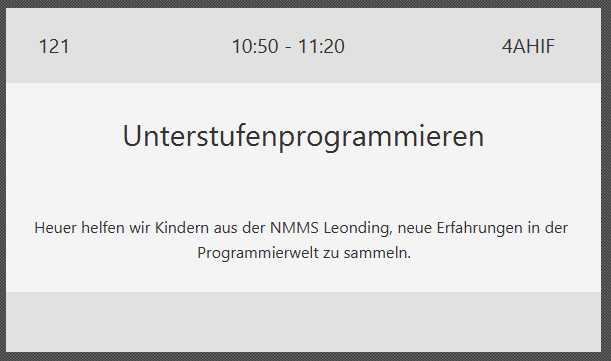 121 10:50 - 11:20 4AHIF
Unterstufenprogrammieren
Heuer helfen wir Kindern aus der NMMS Leonding, neue Erfahrungen in der
Programmierwelt zu sammeln.